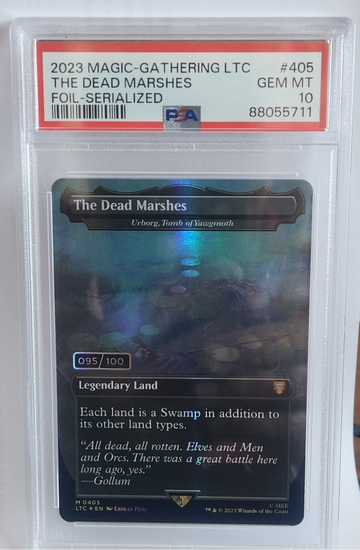 2023 MAGIC-GATHERING LTC #405
THE DEAD MARSHES GEM MT
FOIL-SERIALIZED 10
PSA 88055711
The Dead Marshes
Urborg, Tomb of Yawgmoth
095/100
Legendary Land
Each land is a Swamp in addition to
its other land types.
“All dead, all rotten. Elves and Men
and Orcs. There was a great battle here
long ago, yes.”
—Gollum
M 0405 © MEE
LTC EN ™ & © 2023 Wizards of the Coast